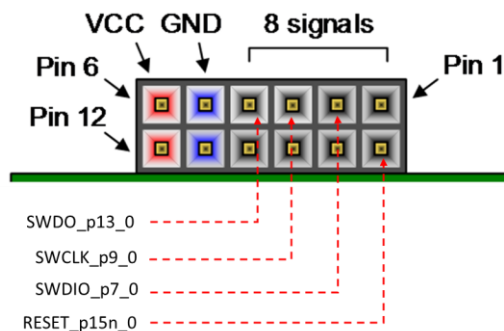 VCC GND 8 signals
Pin 6 Pin 1
Pin 12
SWDO_p13_0
SWCLK_p9_0
SWDIO_p7_0
RESET_p15n_0